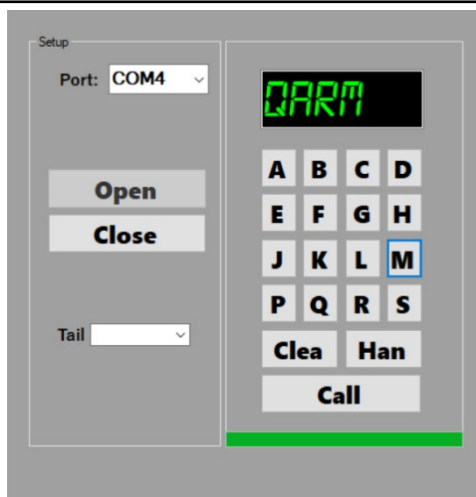 Setup
Port: COM4
Open
Close
Tail
QARM
A B C D
E F G H
J K L M
P Q R S
Clea Han
Call